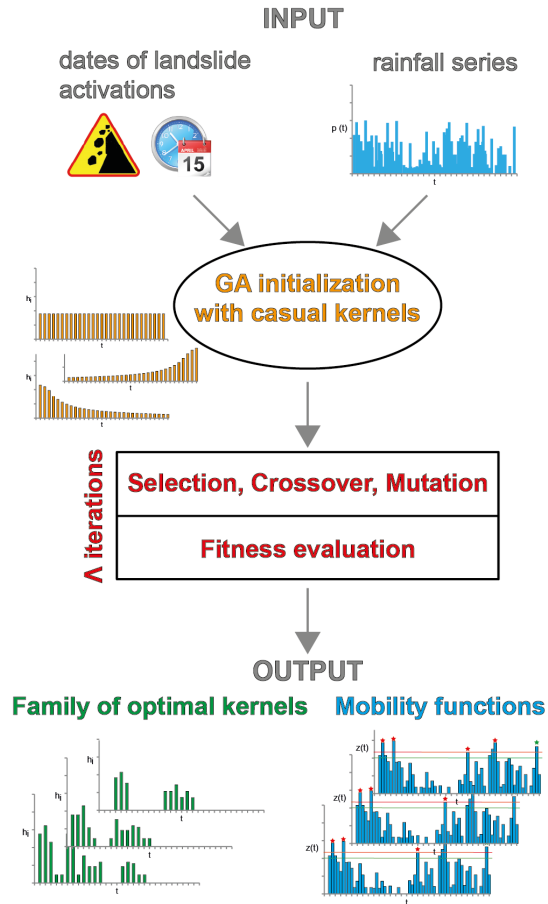 INPUT
dates of landslide
activations
rainfall series
APRIL
15
p (t)
t
GA initialization
with casual kernels
hᵢ
t
hᵢ
t
t
Λ iterations
Selection, Crossover, Mutation
Fitness evaluation
OUTPUT
Family of optimal kernels
Mobility functions
hᵢ
t
hᵢ
t
hᵢ
t
z(t)
t
z(t)
t
z(t)
t